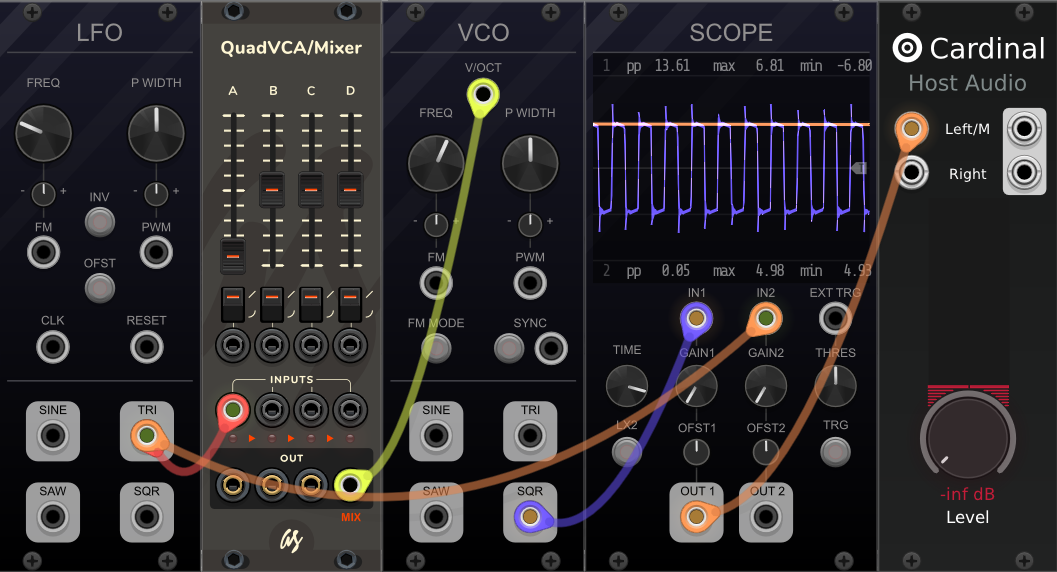 LFO
FREQ
P WIDTH
-
+
-
+
INV
FM
PWM
OFST
CLK
RESET
SINE
TRI
SAW
SQR
QuadVCA/Mixer
A B C D
INPUTS
OUT
MIX
as
VCO
V/OCT
FREQ
P WIDTH
-
+
-
+
FM
PWM
FM MODE
SYNC
SINE
TRI
SAW
SQR
SCOPE
1 pp 13.61 max 6.81 min -6.80
2 pp 0.05 max 4.98 min 4.93
IN1
IN2
EXT TRG
TIME
GAIN1
GAIN2
THRES
1X2
OFST1
OFST2
TRG
OUT 1
OUT 2
Cardinal
Host Audio
Left/M
Right
-inf dB
Level